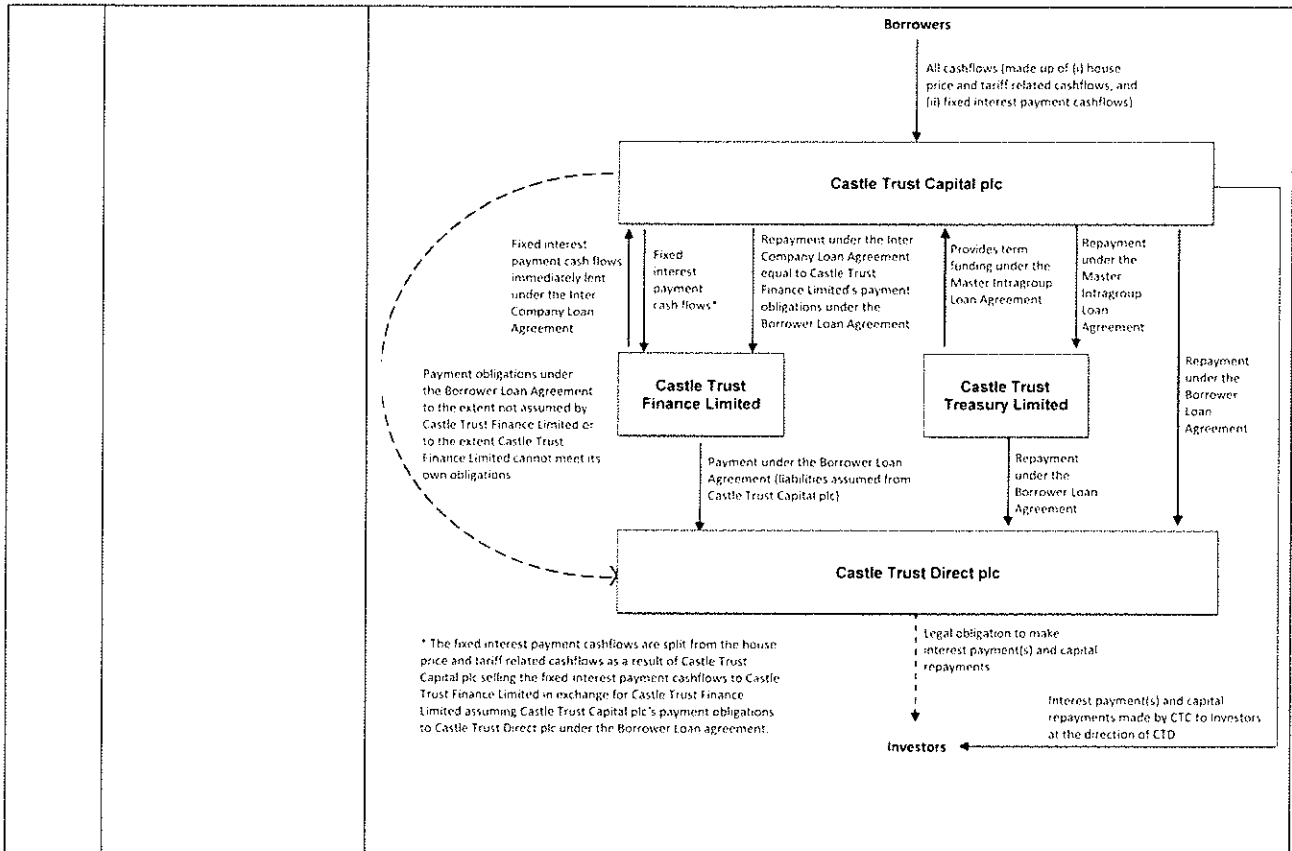 Borrowers
All cashflows (made up of (i) house
price and tariff related cashflows, and
(ii) fixed interest payment cashflows)
Castle Trust Capital plc
Fixed interest
payment cash flows
immediately lent
under the Inter
Company Loan
Agreement
Fixed
interest
payment
cash flows*
Repayment under the Inter
Company Loan Agreement
equal to Castle Trust
Finance Limited's payment
obligations under the
Borrower Loan Agreement
Provides term
funding under the
Master Intragroup
Loan Agreement
Repayment
under the
Master
Intragroup
Loan
Agreement
Repayment
under the
Borrower
Loan
Agreement
Payment obligations under
the Borrower Loan Agreement
to the extent not assumed by
Castle Trust Finance Limited or
to the extent Castle Trust
Finance Limited cannot meet its
own obligations
Castle Trust
Finance Limited
Castle Trust
Treasury Limited
Payment under the Borrower Loan
Agreement (liabilities assumed from
Castle Trust Capital plc)
Repayment
under the
Borrower Loan
Agreement
Castle Trust Direct plc
* The fixed interest payment cashflows are split from the house
price and tariff related cashflows as a result of Castle Trust
Capital plc selling the fixed interest payment cashflows to Castle
Trust Finance Limited in exchange for Castle Trust Finance
Limited assuming Castle Trust Capital plc's payment obligations
to Castle Trust Direct plc under the Borrower Loan agreement.
Legal obligation to make
interest payment(s) and capital
repayments
Interest payment(s) and capital
repayments made by CTC to Investors
at the direction of CTD
Investors